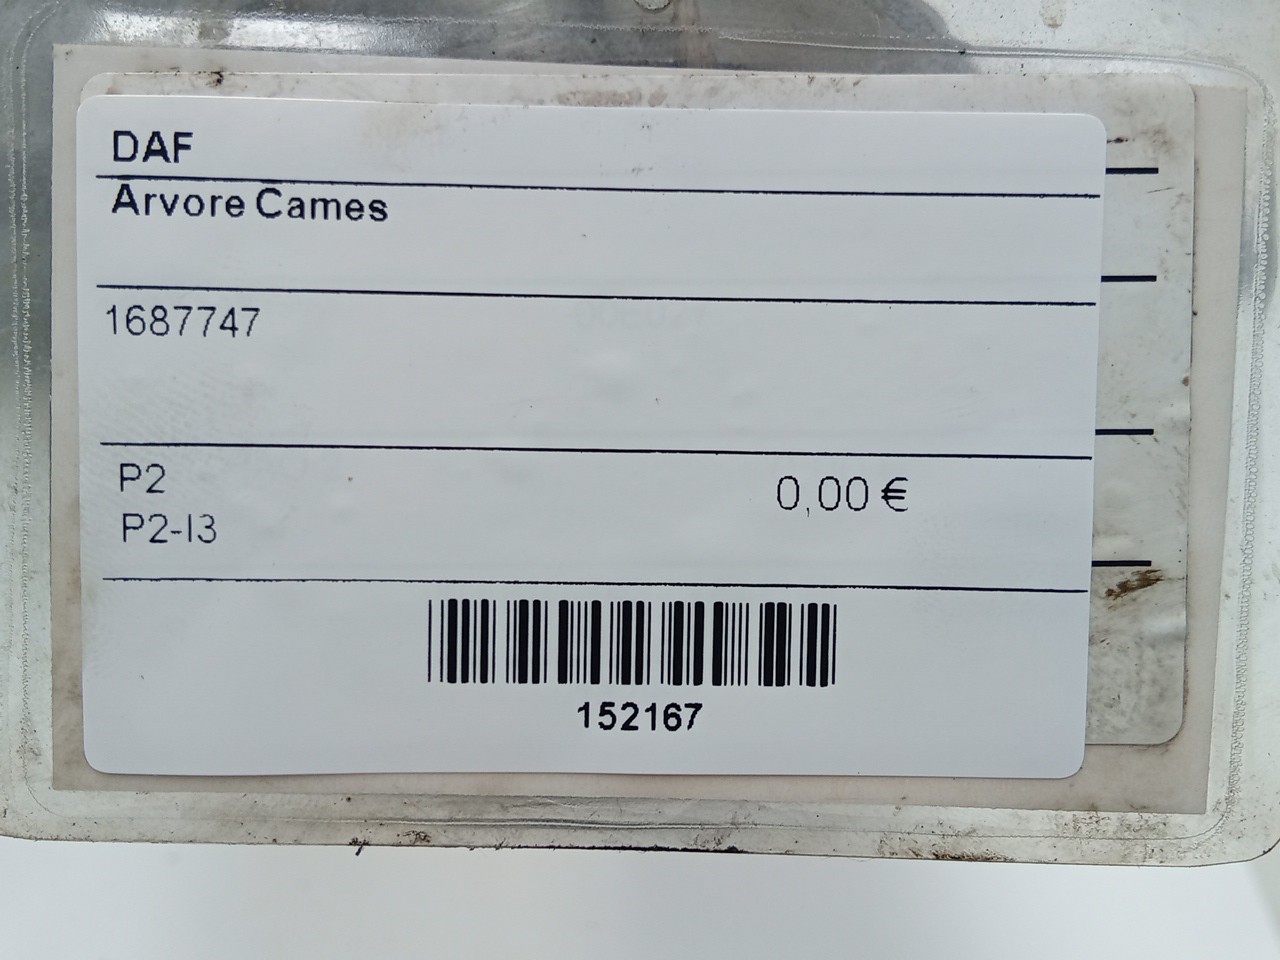 DAF
Arvore Cames
1687747
P2
0,00 €
P2-I3
152167